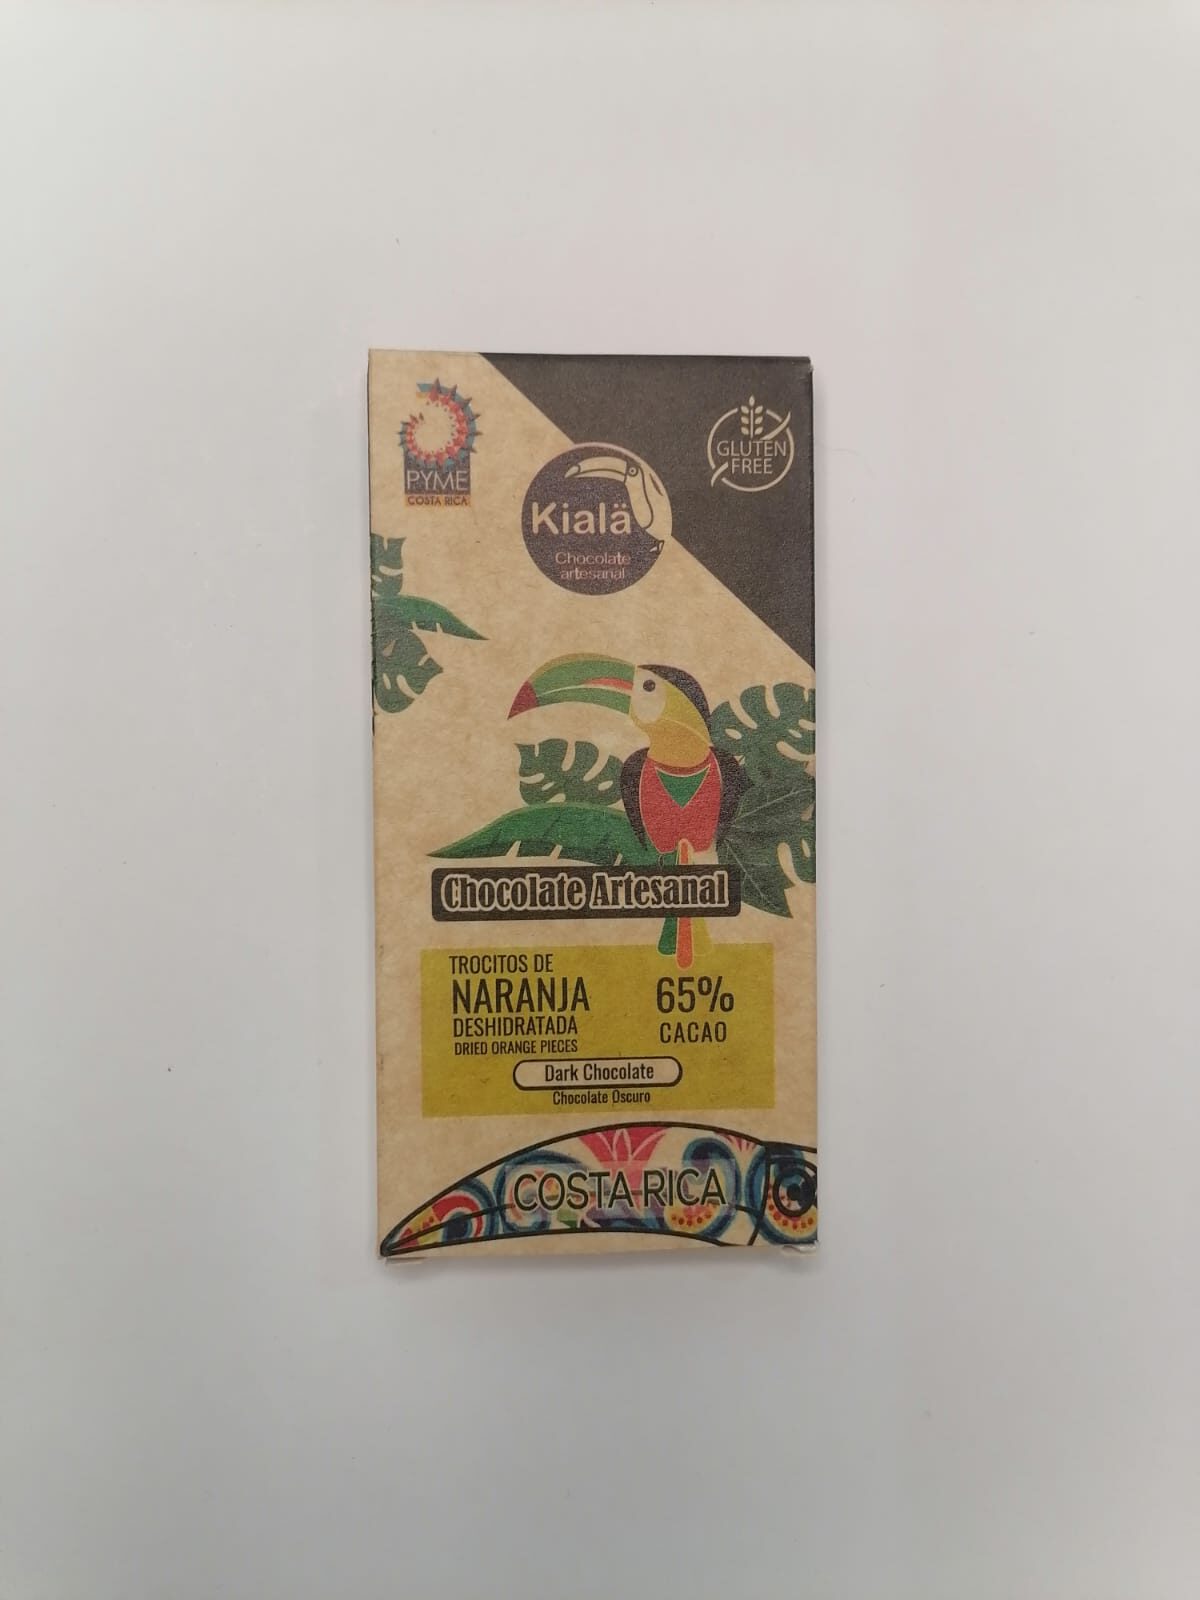 PYME
COSTA RICA
GLUTEN
FREE
Kialä
Chocolate
artesanal
Chocolate Artesanal
TROCITOS DE
NARANJA
DESHIDRATADA
DRIED ORANGE PIECES
65%
CACAO
Dark Chocolate
Chocolate Oscuro
COSTA RICA